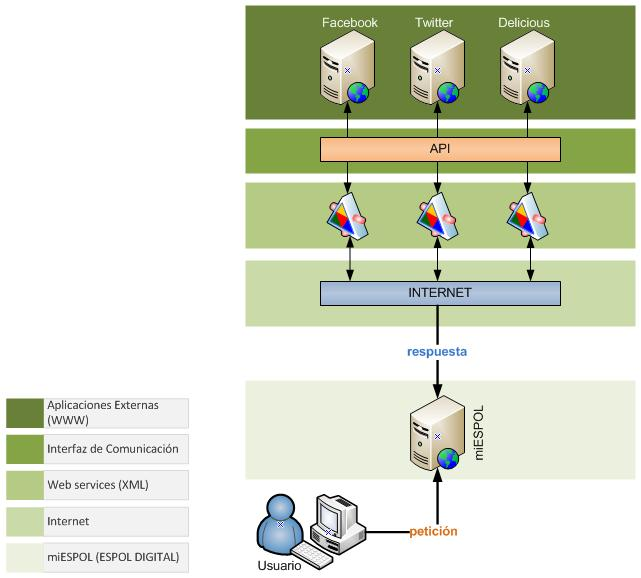 Facebook Twitter Delicious
API
INTERNET
respuesta
miESPOL
petición
Usuario
Aplicaciones Externas
(WWW)
Interfaz de Comunicación
Web services (XML)
Internet
miESPOL (ESPOL DIGITAL)